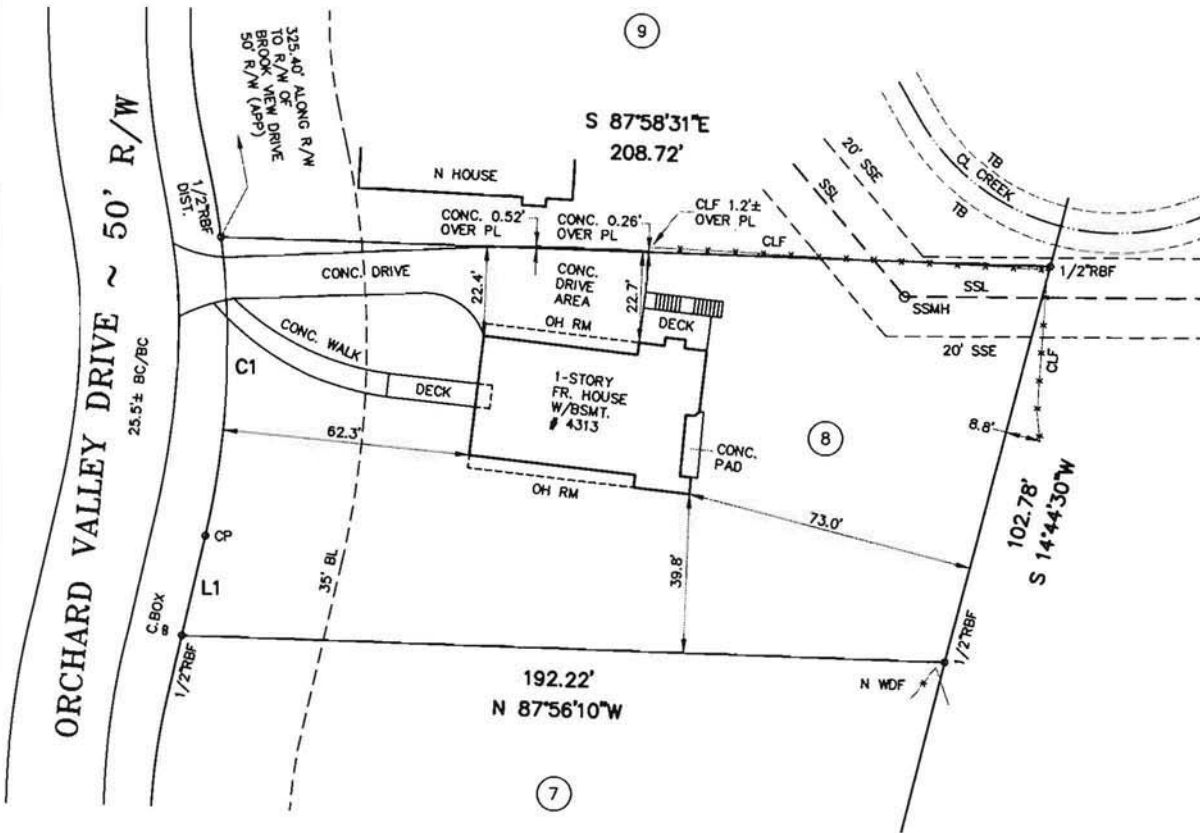 9
325.40' ALONG R/W
TO R/W OF
BROOK VIEW DRIVE
50' R/W (APP)
S 87°58'31"E
208.72'
20' SSE
SSL
TB
CL CREEK
TB
N HOUSE
1/2"RBF
DIST.
CONC. 0.52'
OVER PL
CONC. 0.26'
OVER PL
CLF 1.2'±
OVER PL
CLF
1/2"RBF
CONC. DRIVE
22.4'
CONC.
DRIVE
AREA
22.7'
SSL
SSMH
DECK
OH RM
20' SSE
CLF
CONC. WALK
C1
DECK
1-STORY
FR. HOUSE
W/BSMT.
# 4313
ORCHARD VALLEY DRIVE ~ 50' R/W
25.5'± BC/BC
62.3'
8
8.8'
CONC.
PAD
OH RM
73.0'
102.78'
S 14°44'30"W
CP
39.8'
35' BL
L1
C.BOX
B
1/2"RBF
1/2"RBF
192.22'
N 87°56'10"W
N WDF
7